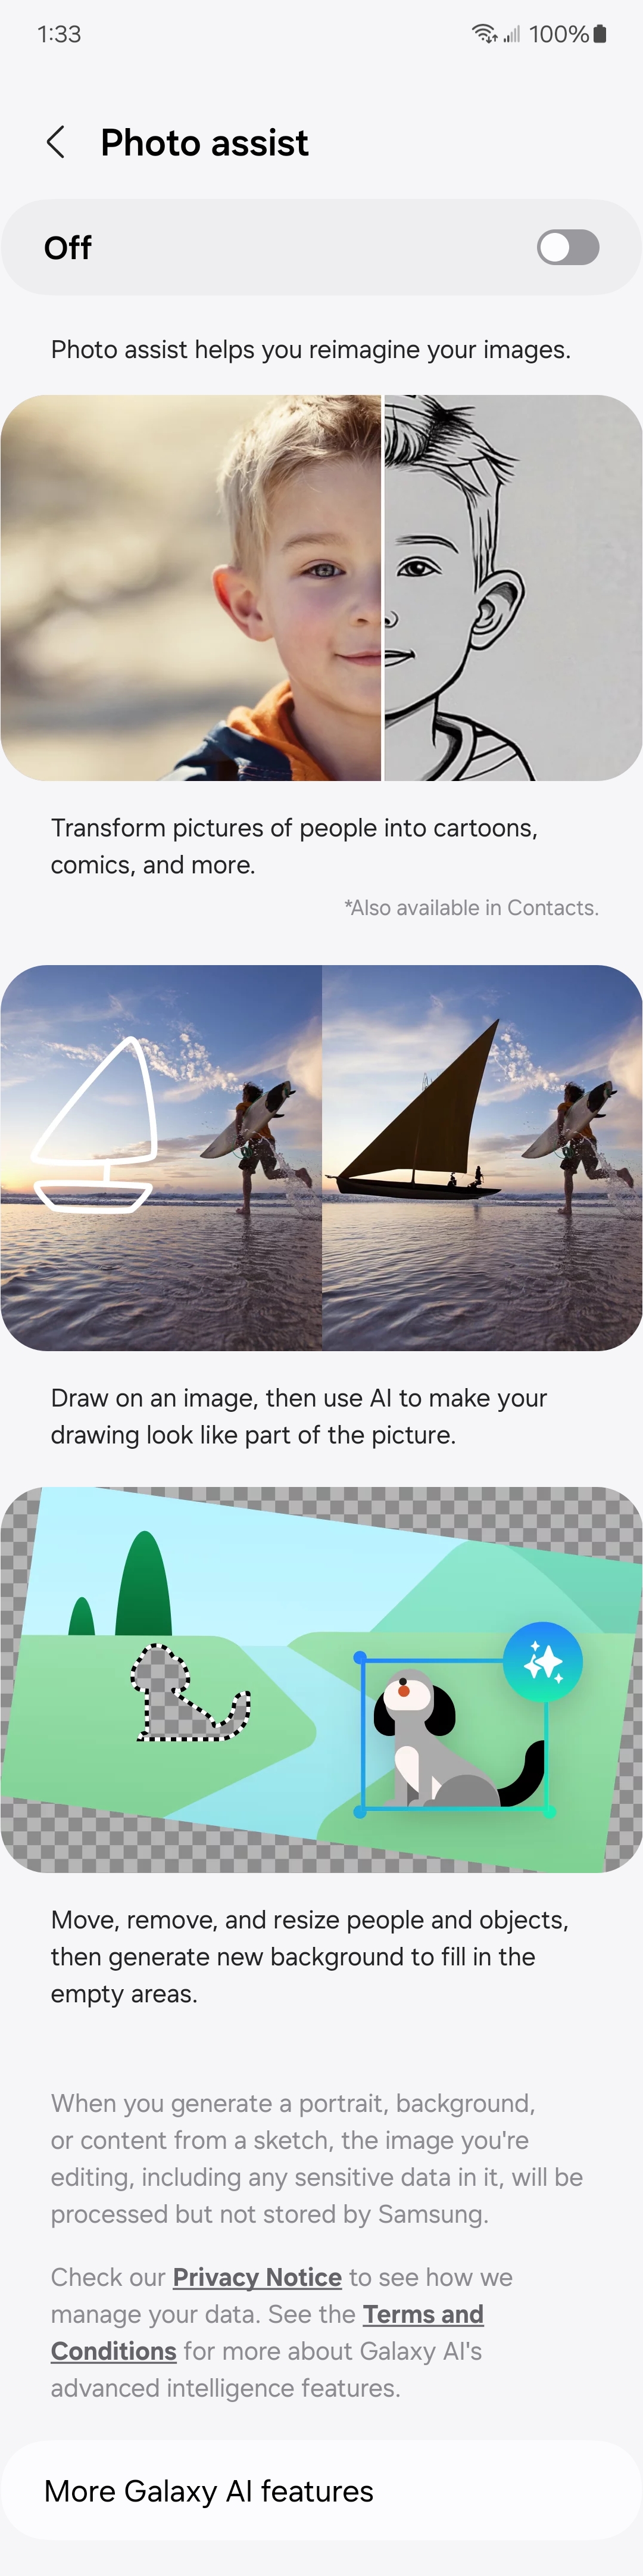 1:33
100%
Photo assist
Off
Photo assist helps you reimagine your images.
Transform pictures of people into cartoons,
comics, and more.
*Also available in Contacts.
Draw on an image, then use AI to make your
drawing look like part of the picture.
Move, remove, and resize people and objects,
then generate new background to fill in the
empty areas.
When you generate a portrait, background,
or content from a sketch, the image you're
editing, including any sensitive data in it, will be
processed but not stored by Samsung.
Check our Privacy Notice to see how we
manage your data. See the Terms and
Conditions for more about Galaxy AI's
advanced intelligence features.
More Galaxy AI features